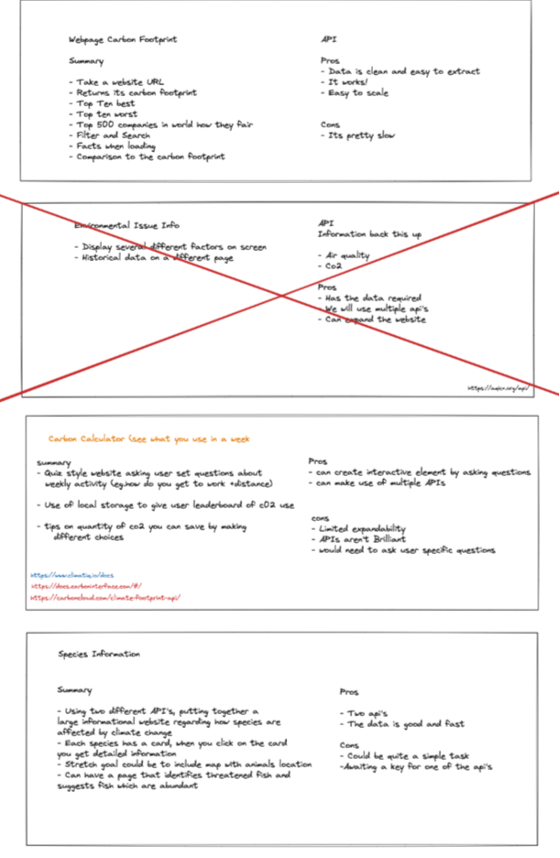 Webpage Carbon Footprint
Summary
- Take a website URL
- Returns its carbon footprint
- Top Ten best
- Top ten worst
- Top 500 companies in world how they fair
- Filter and Search
- Facts when loading
- Comparison to the carbon footprint
API
Pros
- Data is clean and easy to extract
- It works!
- Easy to scale
Cons
- Its pretty slow
Environmental Issue Info
- Display several different factors on screen
- Historical data on a different page
API
Information back this up
- Air quality
- Co2
Pros
- Has the data required
- We will use multiple api's
- Can expand the website
Carbon Calculator (see what you use in a week
summary
- Quiz style website asking user set questions about
weekly activity (eg.how do you get to work +distance)
- Use of local storage to give user leaderboard of cO2 use
- tips on quantity of co2 you can save by making
different choices
https://www.climatiq.io/docs
https://docs.carboninterface.com/#/
https://carboncloud.com/climate-footprint-api/
Pros
- can create interactive element by asking questions
- can make use of multiple APIs
cons
- Limited expandability
- APIs aren't Brilliant
- would need to ask user specific questions
Species Information
Summary
- Using two different API's, putting together a
large informational website regarding how species are
affected by climate change
- Each species has a card, when you click on the card
you get detailed information
- Stretch goal could be to include map with animals location
- Can have a page that identifies threatened fish and
suggests fish which are abundant
Pros
- Two api's
- The data is good and fast
Cons
- Could be quite a simple task
-Awaiting a key for one of the api's